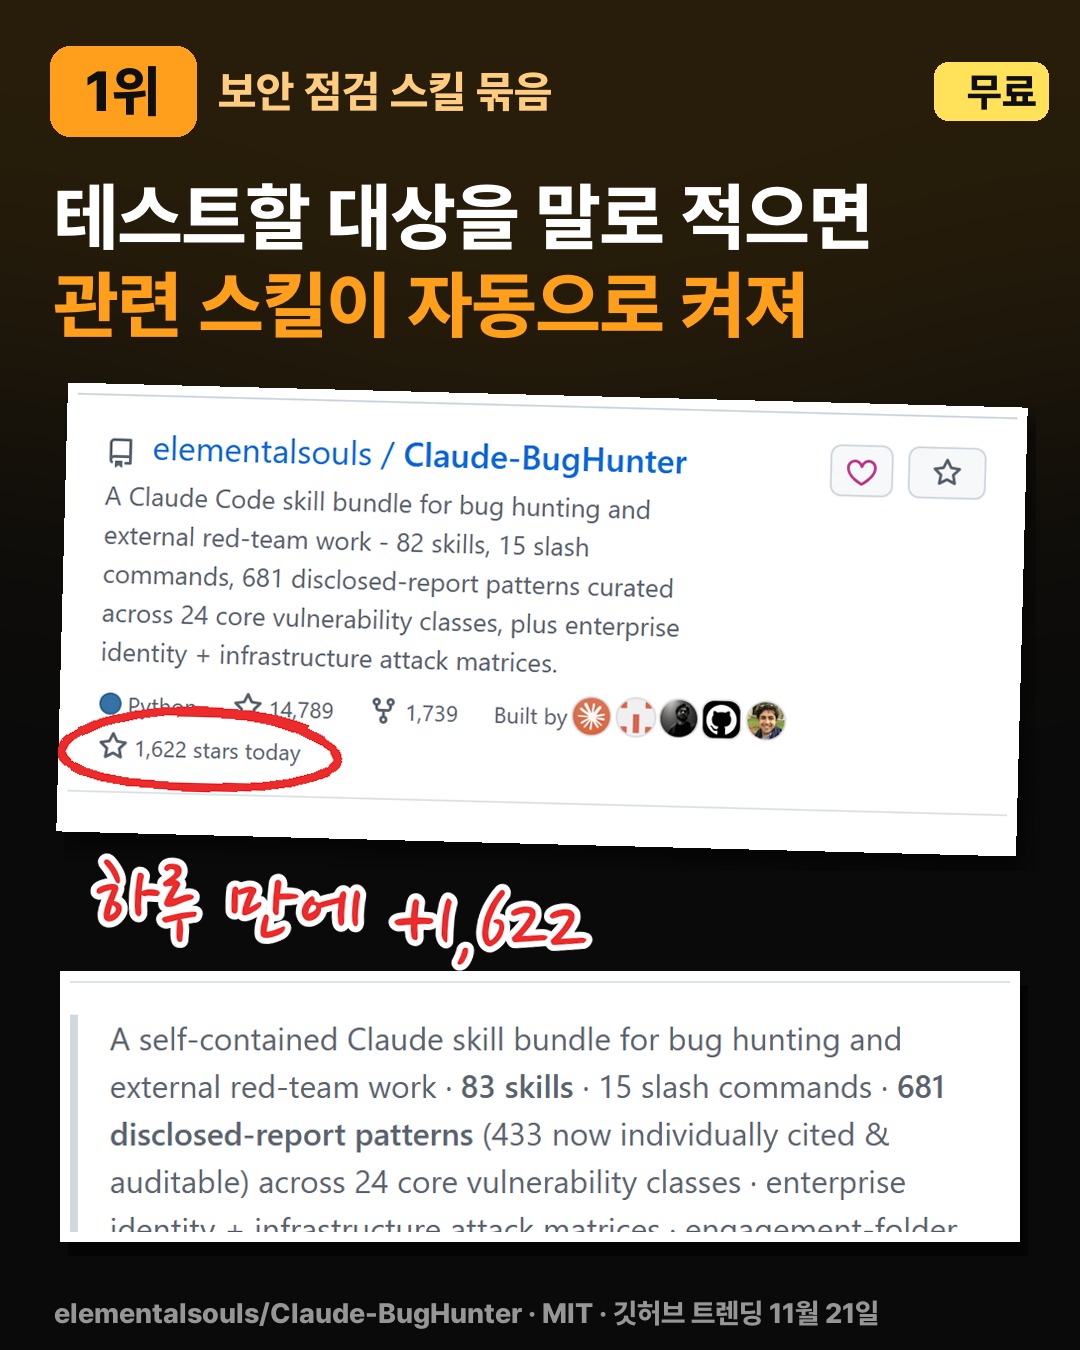 1위 보안 점검 스킬 묶음 무료
테스트할 대상을 말로 적으면
관련 스킬이 자동으로 켜져
elementalsouls / Claude-BugHunter
A Claude Code skill bundle for bug hunting and
external red-team work - 82 skills, 15 slash
commands, 681 disclosed-report patterns curated
across 24 core vulnerability classes, plus enterprise
identity + infrastructure attack matrices.
Python 14,789 1,739 Built by
1,622 stars today
하루 만에 +1,622
A self-contained Claude skill bundle for bug hunting and
external red-team work · 83 skills · 15 slash commands · 681
disclosed-report patterns (433 now individually cited &
auditable) across 24 core vulnerability classes · enterprise
identity + infrastructure attack matrices · engagement-folder
elementalsouls/Claude-BugHunter · MIT · 깃허브 트렌딩 11월 21일